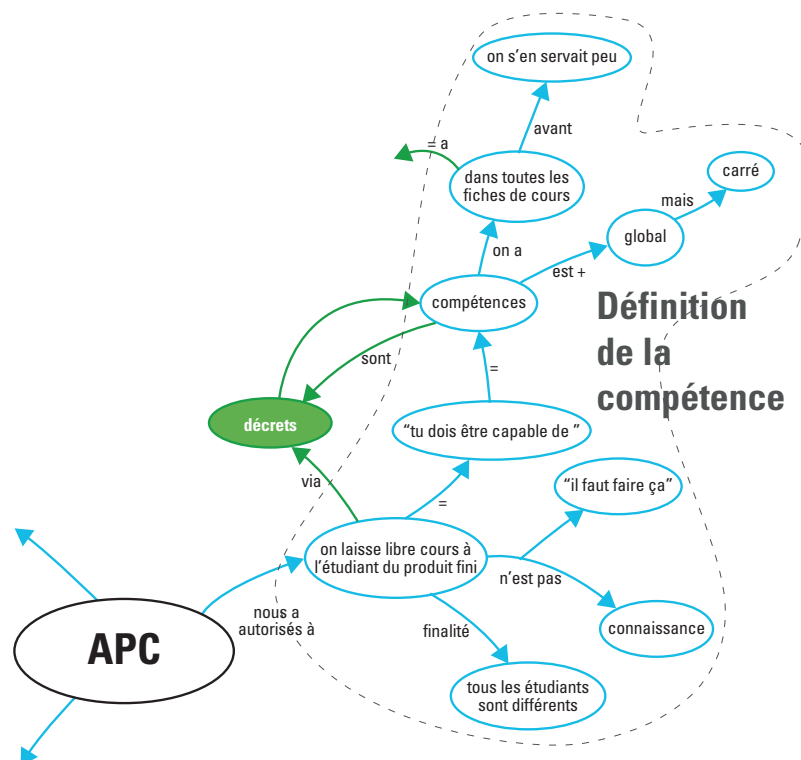 on s'en servait peu
avant
= a
dans toutes les
fiches de cours
carré
mais
global
on a
est +
compétences
Définition
de la
compétence
sont
=
décrets
“tu dois être capable de ”
via
=
“il faut faire ça”
on laisse libre cours à
l’étudiant du produit fini
n’est pas
nous a
autorisés à
finalité
connaissance
APC
tous les étudiants
sont différents